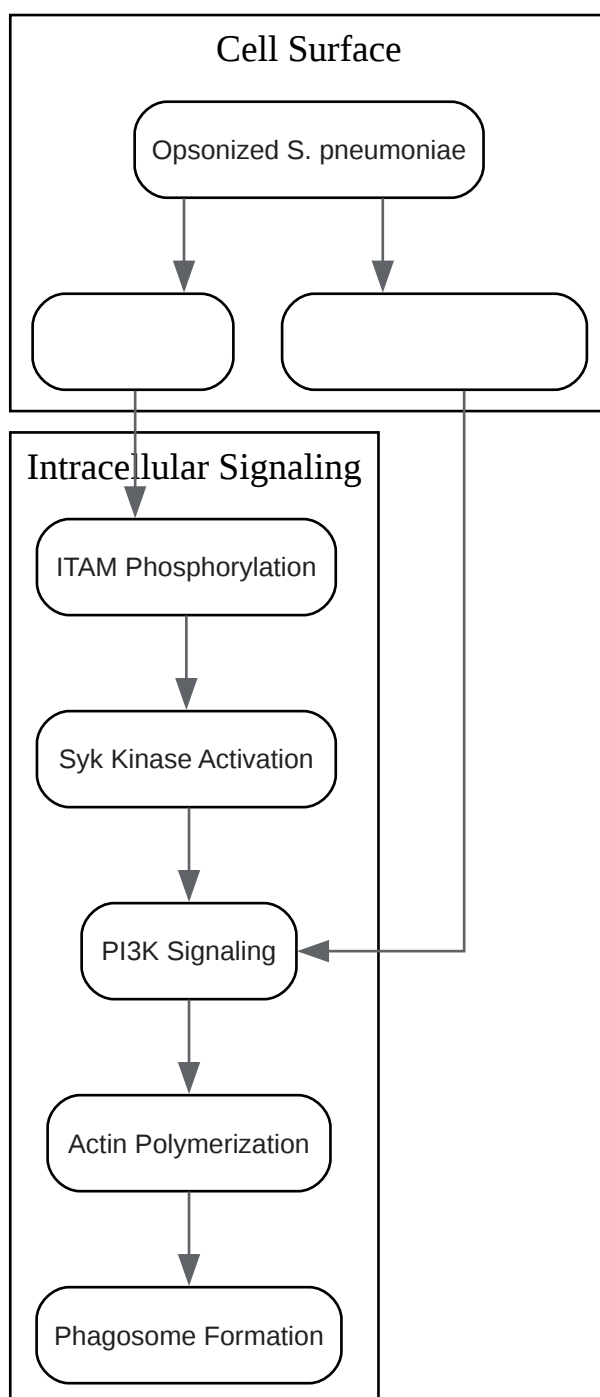 Cell Surface
Opsonized S. pneumoniae
Intracellular Signaling
ITAM Phosphorylation
Syk Kinase Activation
PI3K Signaling
Actin Polymerization
Phagosome Formation